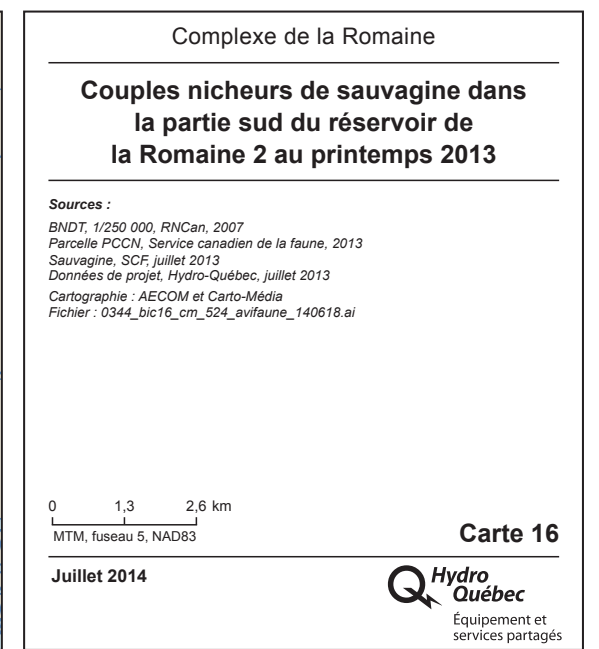 Complexe de la Romaine
Couples nicheurs de sauvagine dans
la partie sud du réservoir de
la Romaine 2 au printemps 2013
Sources :
BNDT, 1/250 000, RNCan, 2007
Parcelle PCCN, Service canadien de la faune, 2013
Sauvagine, SCF, juillet 2013
Données de projet, Hydro-Québec, juillet 2013
Cartographie : AECOM et Carto-Média
Fichier : 0344_bic16_cm_524_avifaune_140618.ai
0 1,3 2,6 km
MTM, fuseau 5, NAD83
Carte 16
Juillet 2014
Hydro
Québec
Équipement et
services partagés